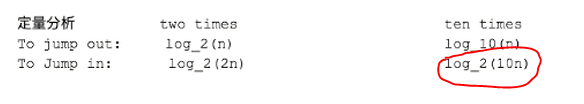 定量分析 two times ten times
To jump out: log_2(n) log_10(n)
To Jump in: log_2(2n) log_2(10n)